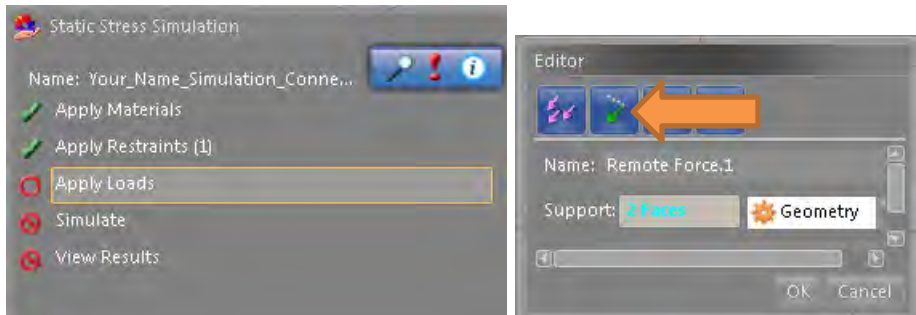 Static Stress Simulation
Name: Your_Name_Simulation_Conne...
Apply Materials
Apply Restraints (1)
Apply Loads
Simulate
View Results
Editor
Name: Remote Force.1
Support: 2 Faces Geometry
OK Cancel